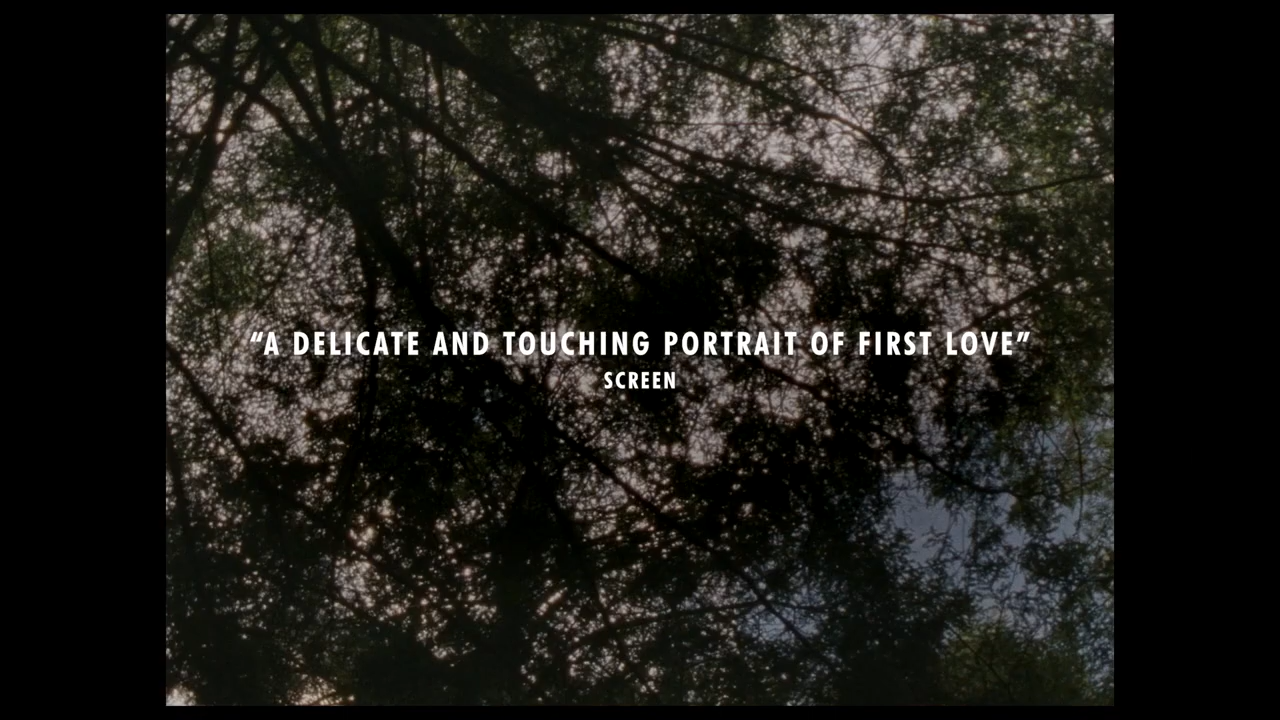 “A DELICATE AND TOUCHING PORTRAIT OF FIRST LOVE”
SCREEN